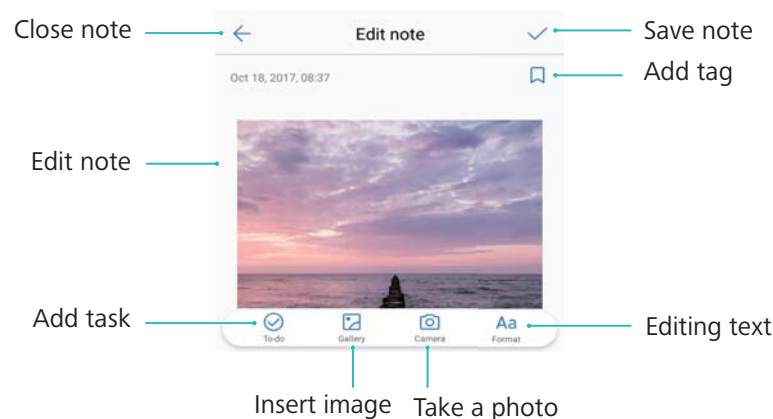 Close note
Edit note
Save note
Add tag
Oct 18, 2017, 08:37
Edit note
Add task
To-do
Gallery
Camera
Aa
Format
Editing text
Insert image
Take a photo